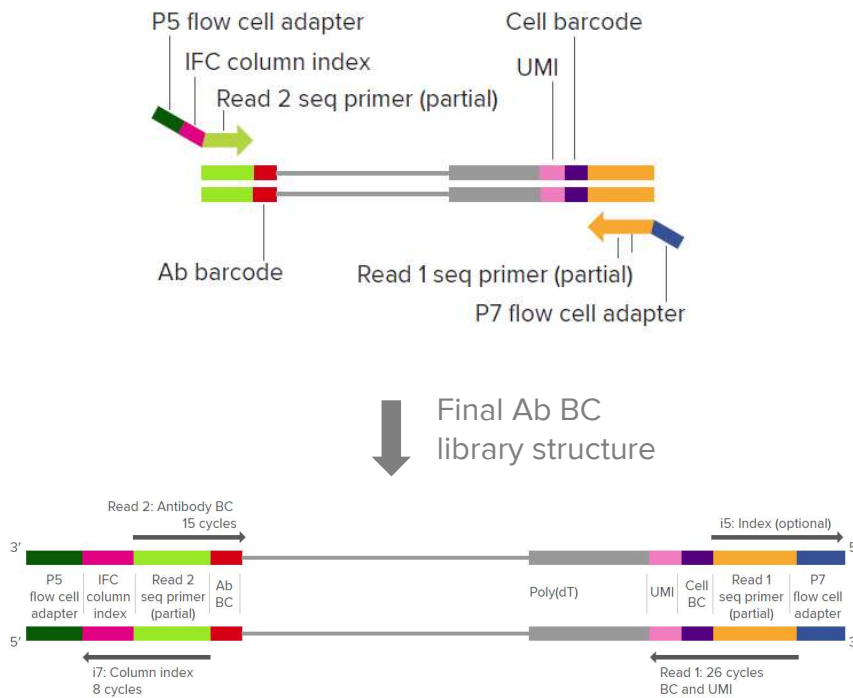 P5 flow cell adapter
Cell barcode
IFC column index
UMI
Read 2 seq primer (partial)
Ab barcode
Read 1 seq primer (partial)
P7 flow cell adapter
Final Ab BC
library structure
Read 2: Antibody BC
15 cycles
i5: Index (optional)
3′
5′
P5 flow cell adapter
IFC column index
Read 2 seq primer (partial)
Ab BC
Poly(dT)
UMI
Cell BC
Read 1 seq primer (partial)
P7 flow cell adapter
5′
3′
i7: Column index
8 cycles
Read 1: 26 cycles
BC and UMI